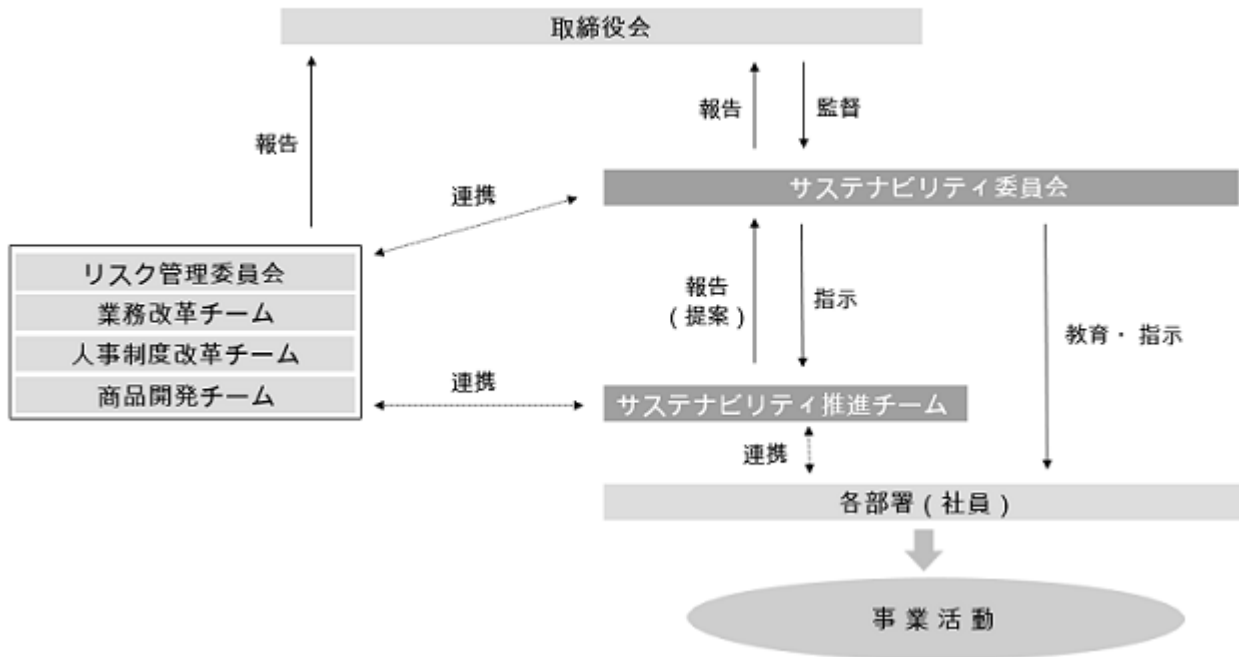 取締役会
報告
報告
監督
連携
サステナビリティ委員会
リスク管理委員会
業務改革チーム
人事制度改革チーム
商品開発チーム
報告
(提案)
指示
教育・ 指示
連携
サステナビリティ推進チーム
連携
各部署(社員)
事業活動